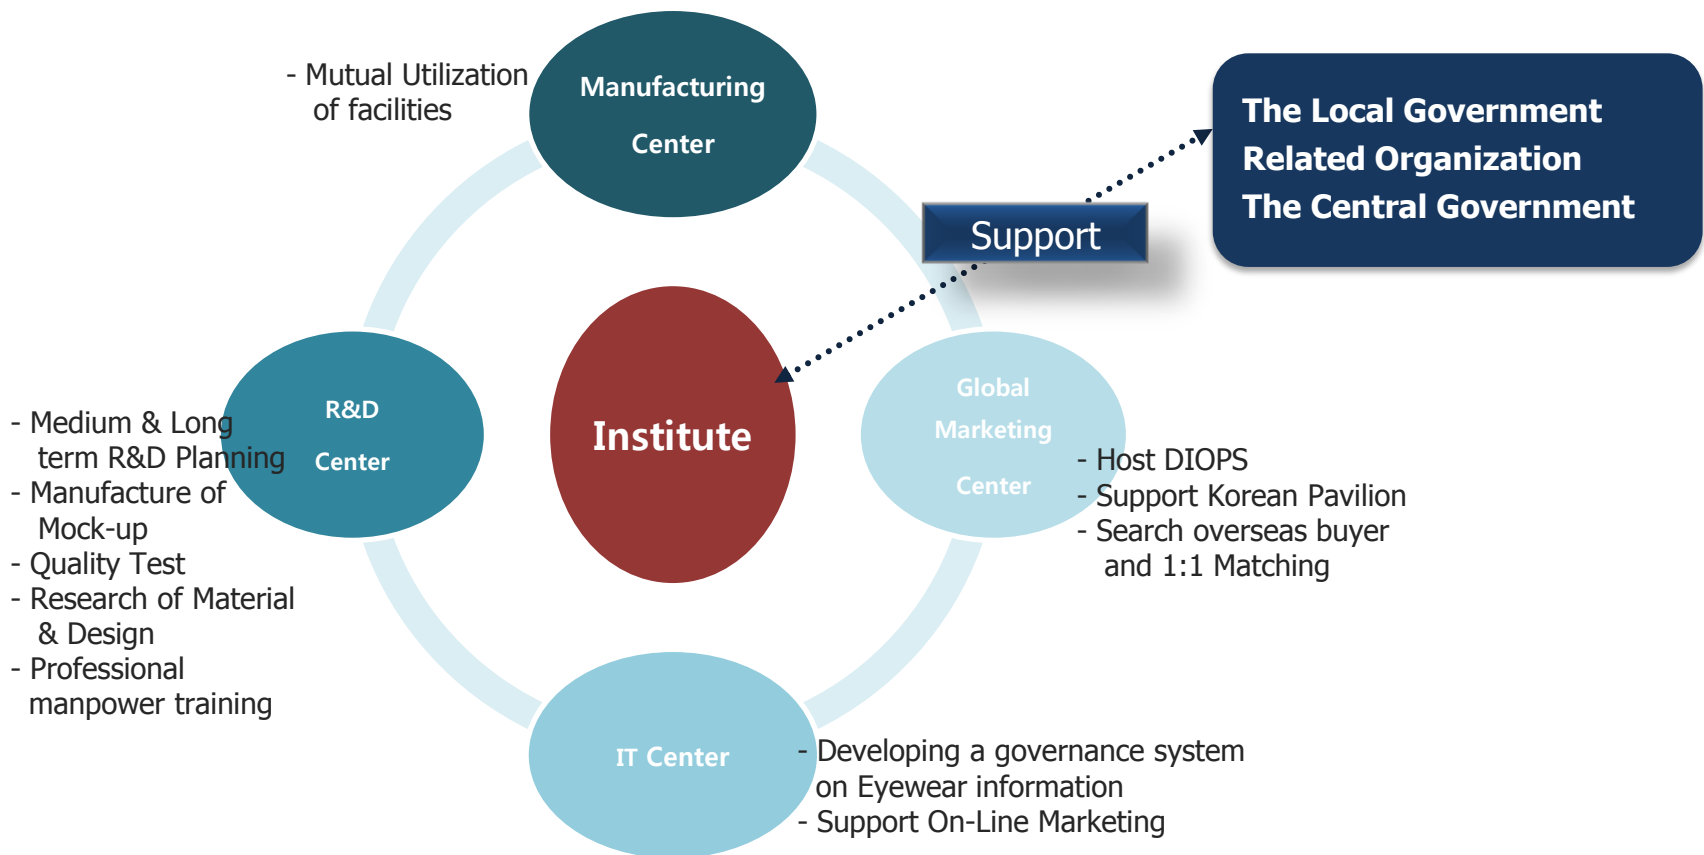 - Mutual Utilization
of facilities
Manufacturing
Center
The Local Government
Related Organization
The Central Government
Support
R&D
Center
- Medium & Long
term R&D Planning
- Manufacture of
Mock-up
- Quality Test
- Research of Material
& Design
- Professional
manpower training
Institute
Global
Marketing
Center
- Host DIOPS
- Support Korean Pavilion
- Search overseas buyer
and 1:1 Matching
IT Center
- Developing a governance system
on Eyewear information
- Support On-Line Marketing